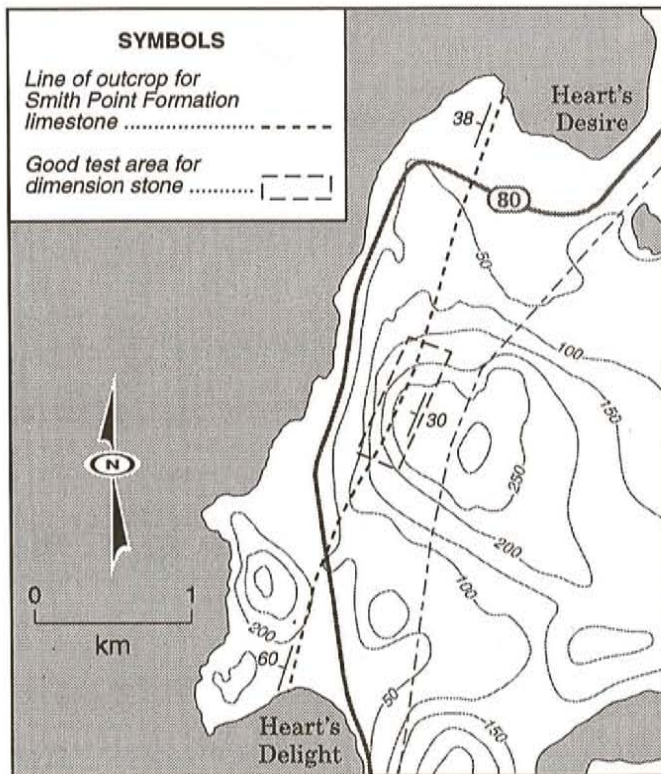 SYMBOLS
Line of outcrop for
Smith Point Formation
limestone ......................
Good test area for
dimension stone ...........
Heart's
Desire
38
80
50
100
150
30
250
200
N
0 1
km
100
200
60
50
150
Heart's
Delight